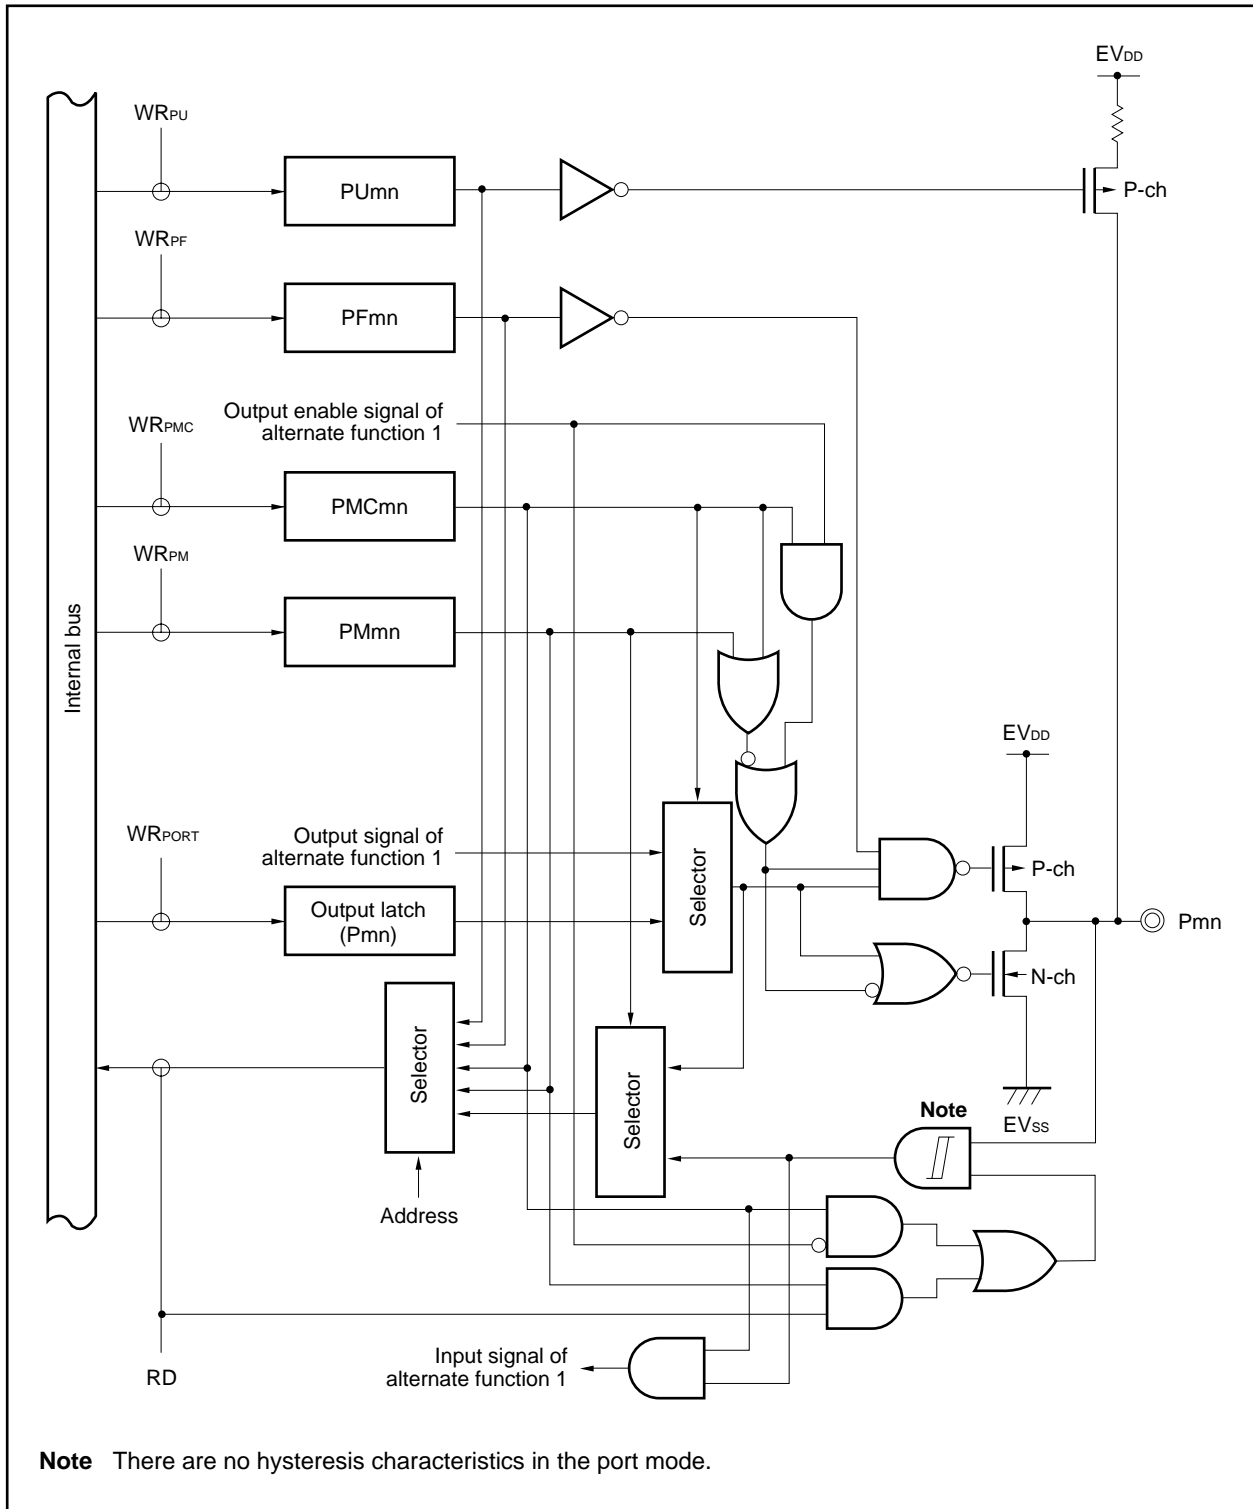 EVDD
WRPU
PUmn
P-ch
WRPF
PFmn
Output enable signal of
alternate function 1
WRPMC
PMCmn
WRPM
PMmn
Internal bus
EVDD
WRPORT
Output signal of
alternate function 1
Selector
P-ch
Output latch
(Pmn)
Pmn
N-ch
Selector
Selector
Note
EVSS
Address
RD
Input signal of
alternate function 1
Note There are no hysteresis characteristics in the port mode.